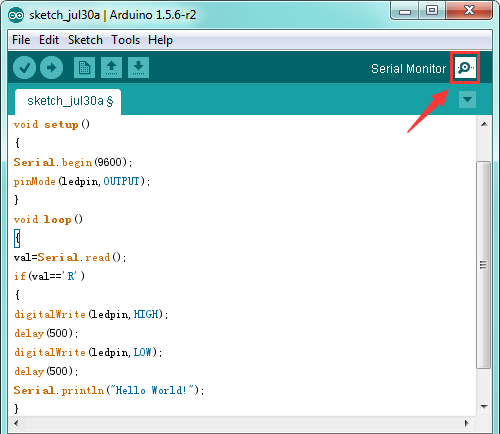 sketch_jul30a | Arduino 1.5.6-r2
File Edit Sketch Tools Help
Serial Monitor
sketch_jul30a §
void setup()
{
Serial.begin(9600);
pinMode(ledpin,OUTPUT);
}
void loop()
{
val=Serial.read();
if(val=='R')
{
digitalWrite(ledpin,HIGH);
delay(500);
digitalWrite(ledpin,LOW);
delay(500);
Serial.println("Hello World!");
}